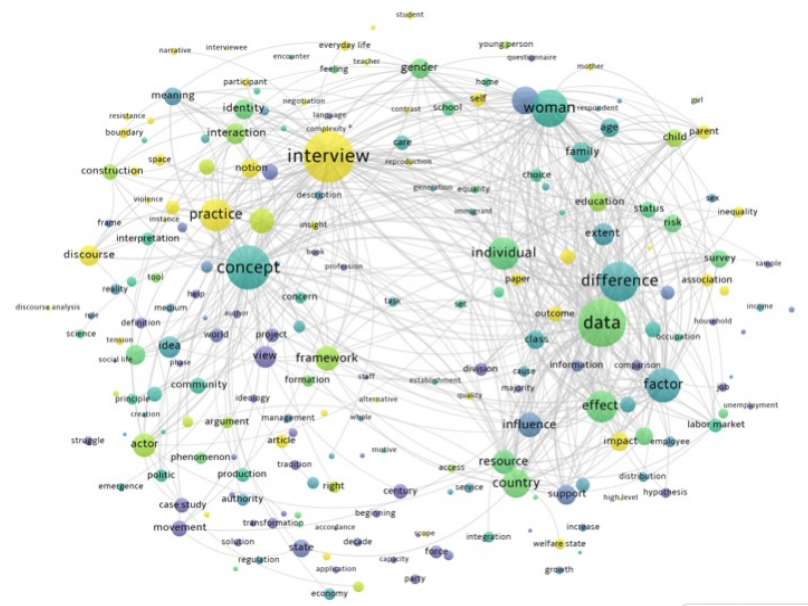 student
narrative
interviewee
everyday life
young person
encounter
teacher
questionnaire
feeling
gender
mother
participant
home
meaning
negotiation
self
girl
identity
contrast
school
woman
respondent
resistance
language
boundary
interaction
complexity
age
parent
child
care
family
interview
space
reproduction
construction
notion
choice
generation
equality
violence
description
education
sex
status
practice
immigrant
inequality
instance
frame
insight
risk
extent
interpretation
discourse
book
individual
survey
concept
profession
sample
tool
paper
difference
association
reality
help
concern
task
set
discourse analysis
medium
income
role
author
outcome
definition
data
household
science
world
project
tension
class
occupation
idea
view
social life
phase
framework
division
cause
information
comparison
formation
staff
establishment
community
majority
factor
job
principle
ideology
alternative
quality
effect
unemployment
creation
argument
management
whole
influence
labor market
struggle
actor
article
impact
employee
motive
phenomenon
tradition
access
resource
politic
production
distribution
emergence
right
century
service
country
support
high level
hypothesis
authority
case study
beginning
movement
transformation
accordance
increase
scope
integration
solution
state
decade
welfare state
force
regulation
capacity
application
growth
party
economy